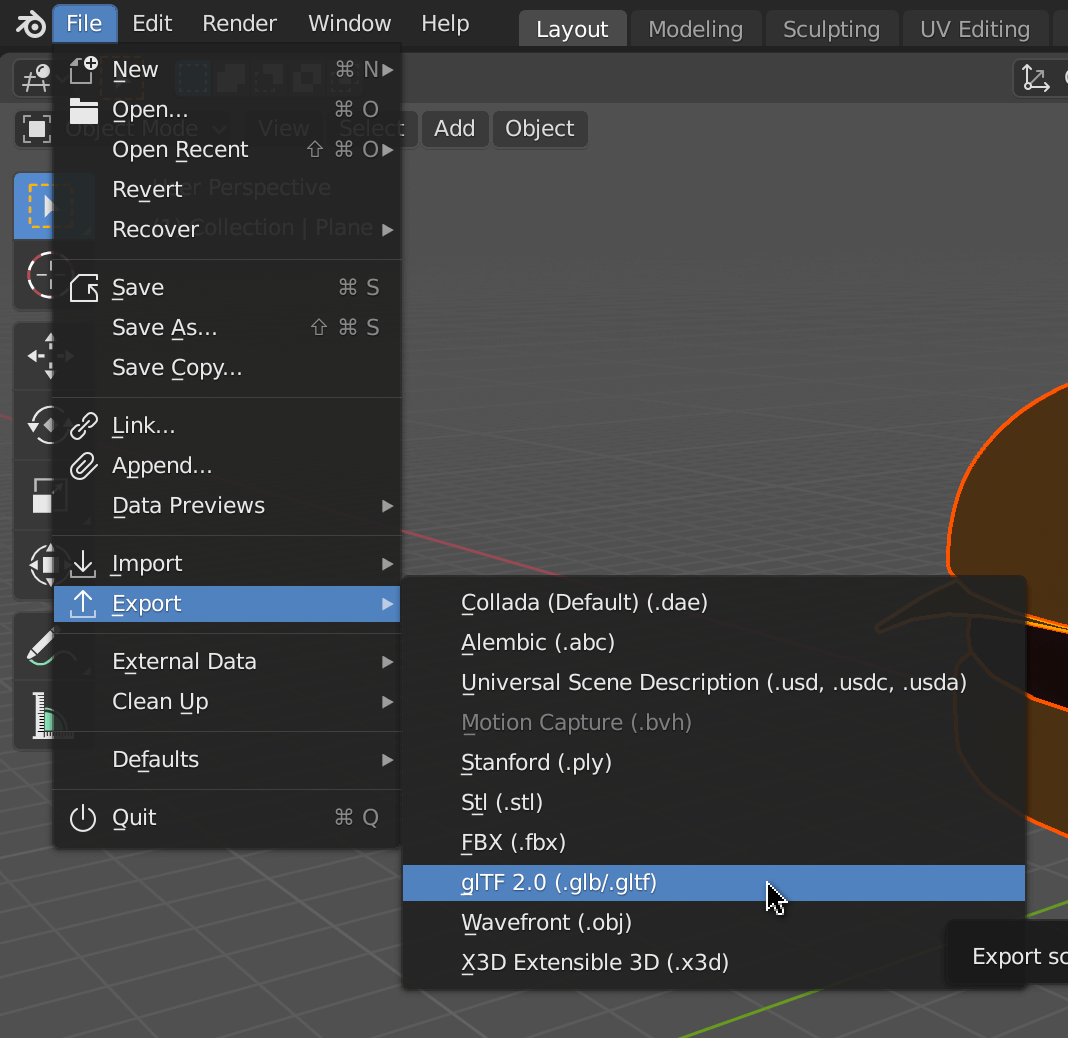 File Edit Render Window Help Layout Modeling Sculpting UV Editing
New ⌘ N
Open... ⌘ O
Object Mode View Select Add Object
Open Recent ⇧ ⌘ O
Revert
User Perspective
Recover
(1) Collection | Plane
Save ⌘ S
Save As... ⇧ ⌘ S
Save Copy...
Link...
Append...
Data Previews
Import
Export
External Data
Clean Up
Defaults
Quit ⌘ Q
Collada (Default) (.dae)
Alembic (.abc)
Universal Scene Description (.usd, .usdc, .usda)
Motion Capture (.bvh)
Stanford (.ply)
Stl (.stl)
FBX (.fbx)
glTF 2.0 (.glb/.gltf)
Wavefront (.obj)
X3D Extensible 3D (.x3d)
Export sc